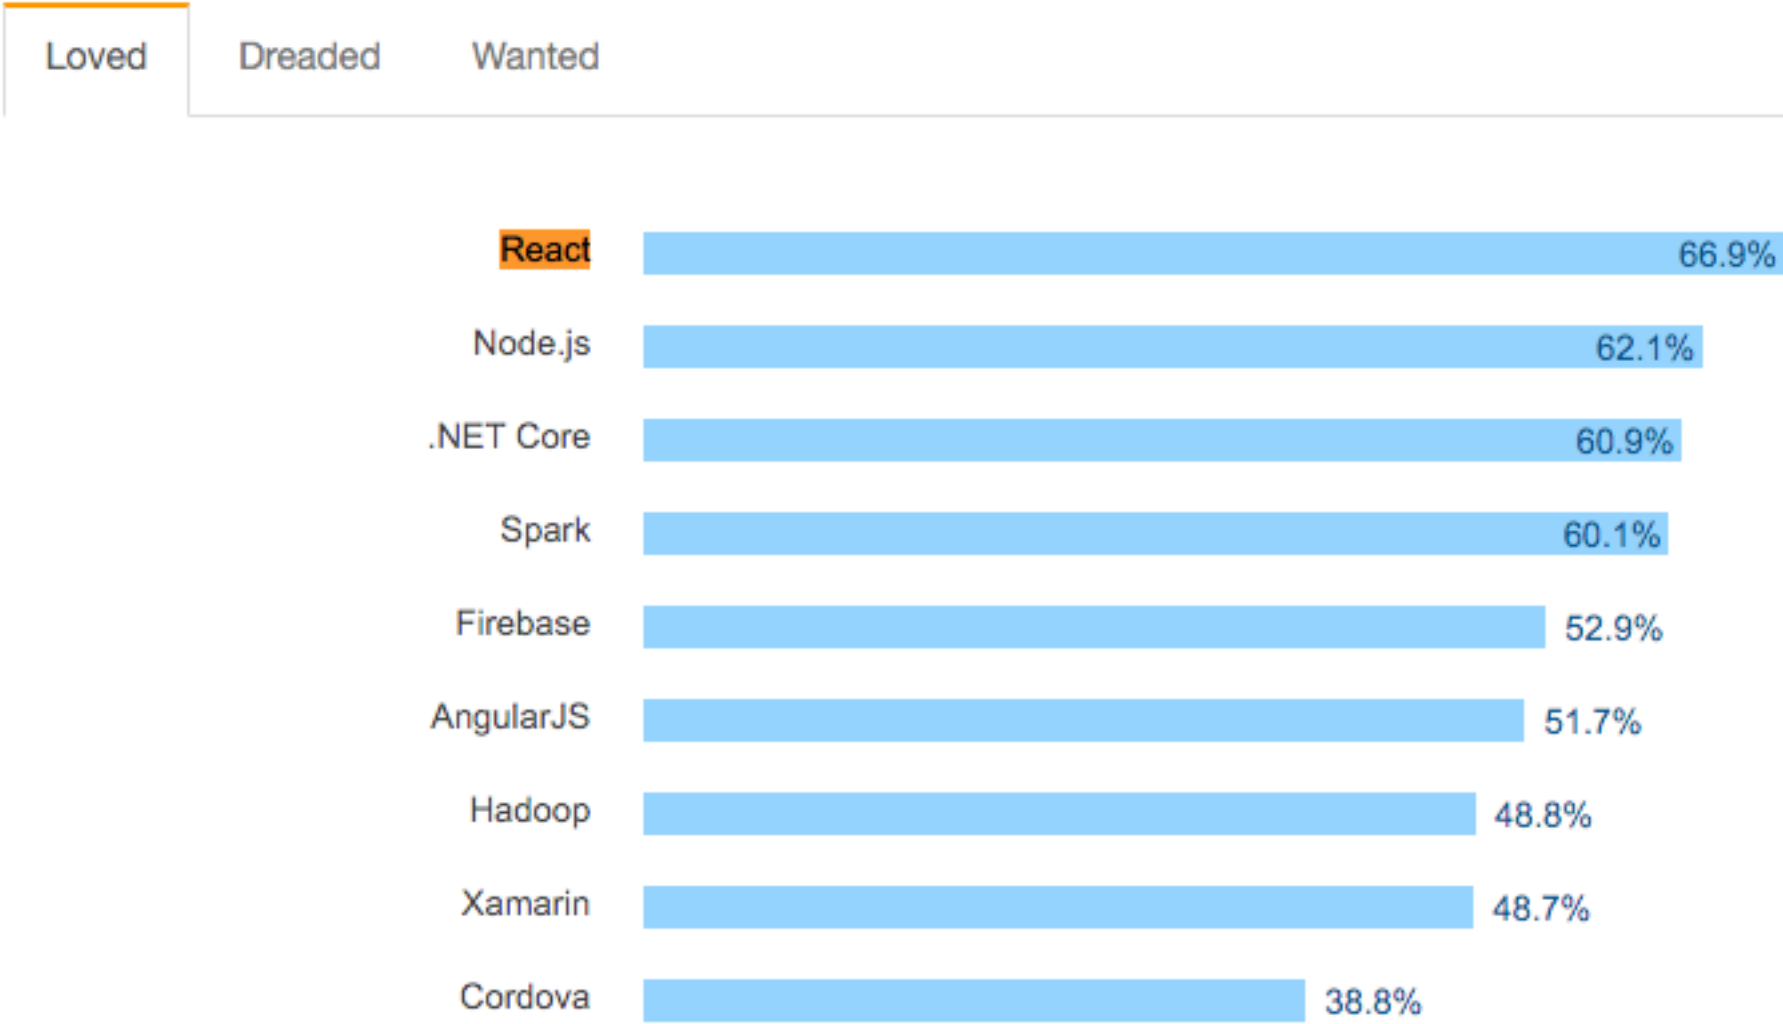 Loved Dreaded Wanted
React 66.9%
Node.js 62.1%
.NET Core 60.9%
Spark 60.1%
Firebase 52.9%
AngularJS 51.7%
Hadoop 48.8%
Xamarin 48.7%
Cordova 38.8%